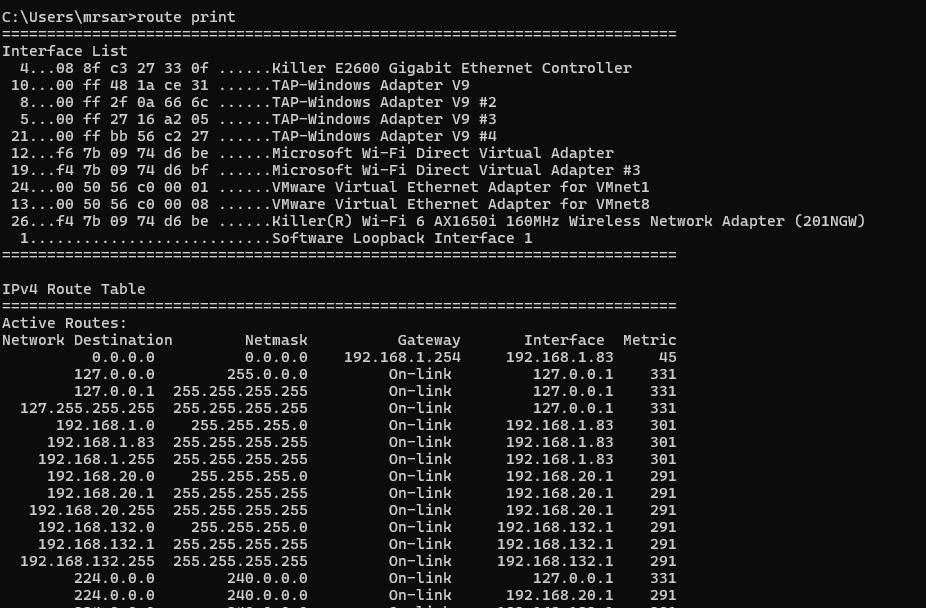 C:\Users\mrsar>route print
===========================================================================
Interface List
  4...08 8f c3 27 33 0f ......Killer E2600 Gigabit Ethernet Controller
 10...00 ff 48 1a ce 31 ......TAP-Windows Adapter V9
  8...00 ff 2f 0a 66 6c ......TAP-Windows Adapter V9 #2
  5...00 ff 27 16 a2 05 ......TAP-Windows Adapter V9 #3
 21...00 ff bb 56 c2 27 ......TAP-Windows Adapter V9 #4
 12...f6 7b 09 74 d6 be ......Microsoft Wi-Fi Direct Virtual Adapter
 19...f4 7b 09 74 d6 bf ......Microsoft Wi-Fi Direct Virtual Adapter #3
 24...00 50 56 c0 00 01 ......VMware Virtual Ethernet Adapter for VMnet1
 13...00 50 56 c0 00 08 ......VMware Virtual Ethernet Adapter for VMnet8
 26...f4 7b 09 74 d6 be ......Killer(R) Wi-Fi 6 AX1650i 160MHz Wireless Network Adapter (201NGW)
  1...........................Software Loopback Interface 1
===========================================================================
IPv4 Route Table
===========================================================================
Active Routes:
Network Destination        Netmask          Gateway       Interface  Metric
          0.0.0.0          0.0.0.0    192.168.1.254     192.168.1.83     45
        127.0.0.0        255.0.0.0         On-link         127.0.0.1    331
        127.0.0.1  255.255.255.255         On-link         127.0.0.1    331
  127.255.255.255  255.255.255.255         On-link         127.0.0.1    331
      192.168.1.0    255.255.255.0         On-link      192.168.1.83    301
     192.168.1.83  255.255.255.255         On-link      192.168.1.83    301
    192.168.1.255  255.255.255.255         On-link      192.168.1.83    301
     192.168.20.0    255.255.255.0         On-link      192.168.20.1    291
     192.168.20.1  255.255.255.255         On-link      192.168.20.1    291
   192.168.20.255  255.255.255.255         On-link      192.168.20.1    291
    192.168.132.0    255.255.255.0         On-link     192.168.132.1    291
    192.168.132.1  255.255.255.255         On-link     192.168.132.1    291
  192.168.132.255  255.255.255.255         On-link     192.168.132.1    291
        224.0.0.0        240.0.0.0         On-link         127.0.0.1    331
        224.0.0.0        240.0.0.0         On-link      192.168.20.1    291